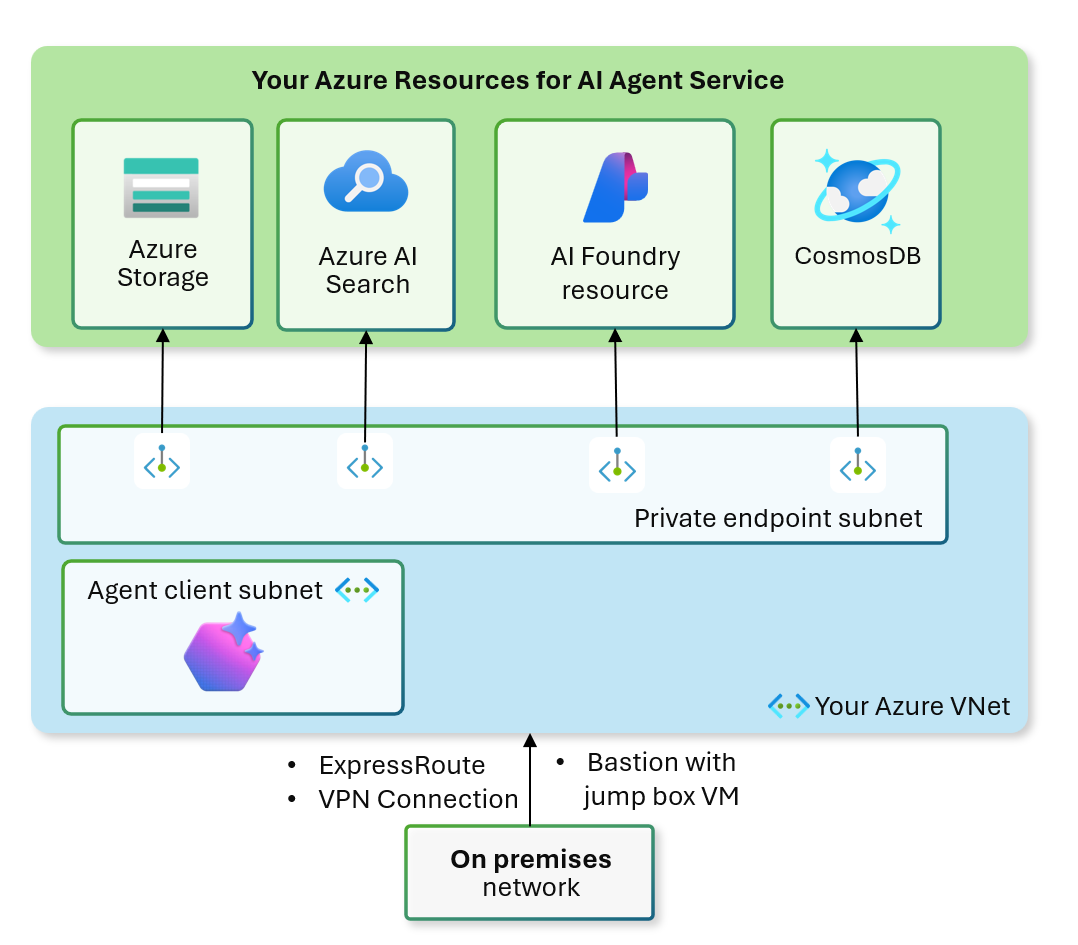 Your Azure Resources for AI Agent Service
Azure
Storage
Azure AI
Search
AI Foundry
resource
CosmosDB
Private endpoint subnet
Agent client subnet
Your Azure VNet
• ExpressRoute
• VPN Connection
• Bastion with
jump box VM
On premises
network